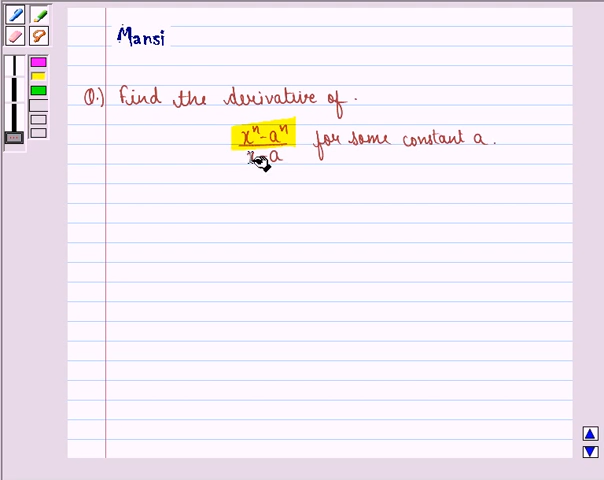 Mansi
Q.) Find the derivative of.
xⁿ - aⁿ / x - a for some constant a.